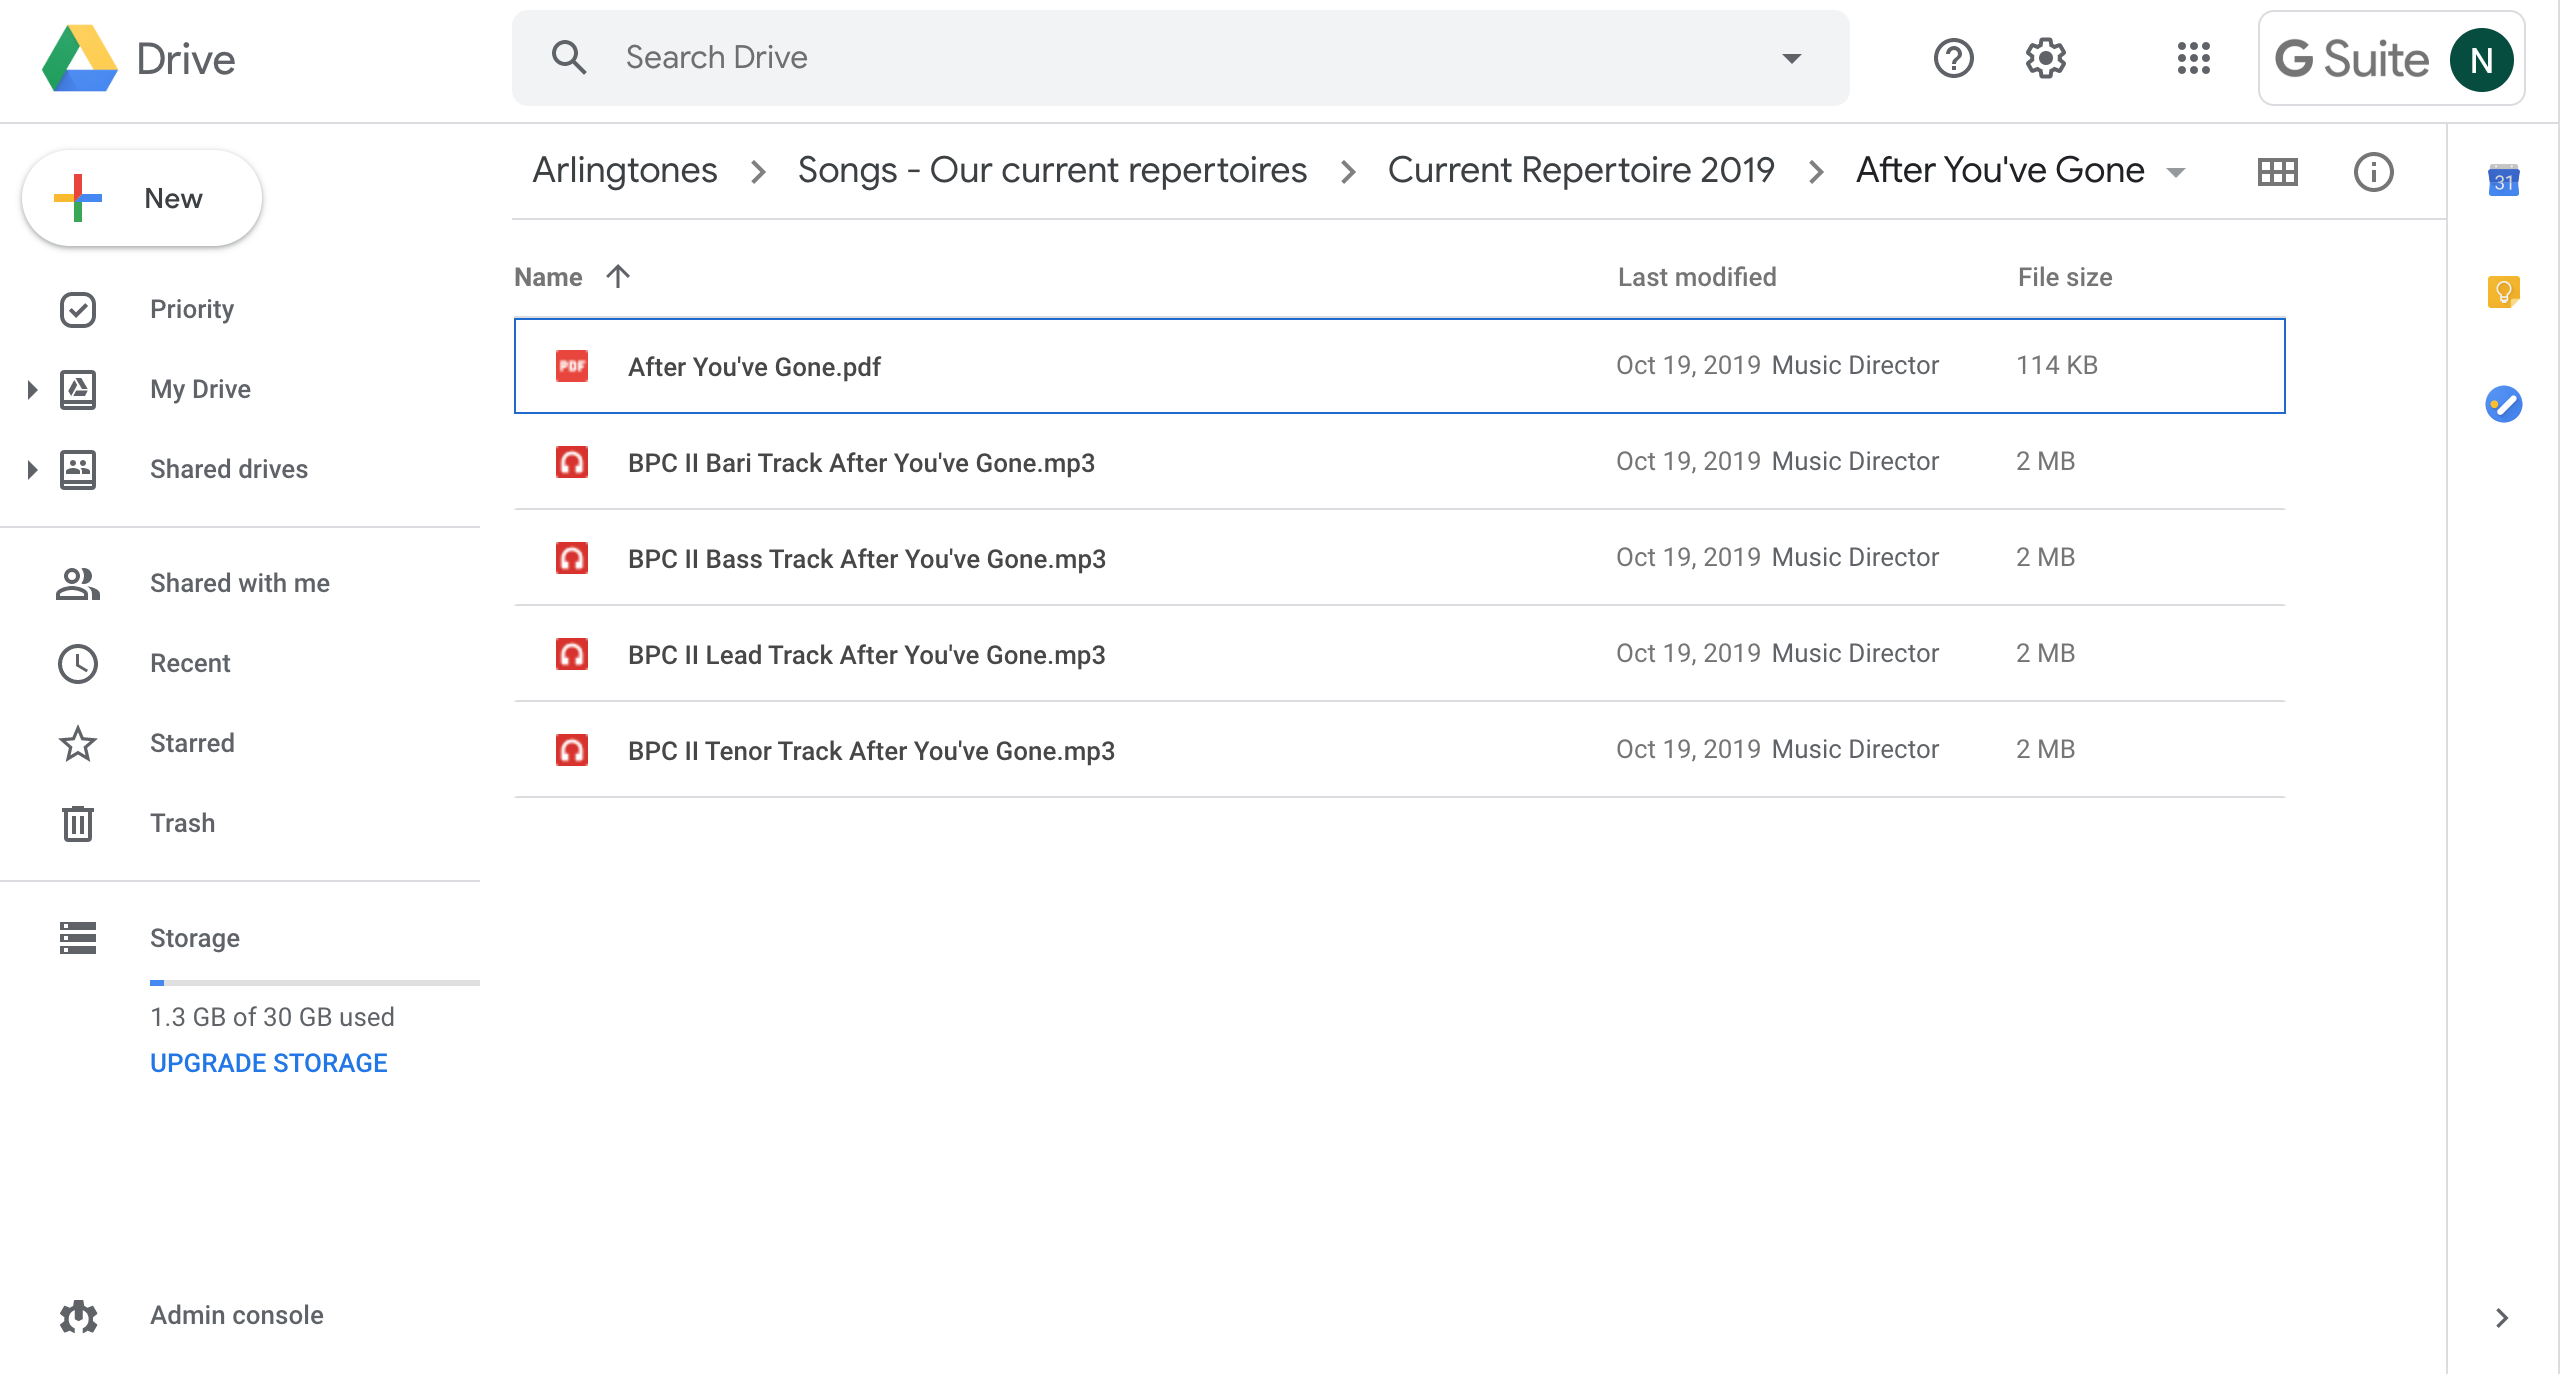 Drive
Search Drive
G Suite
N
New
Priority
My Drive
Shared drives
Shared with me
Recent
Starred
Trash
Storage
1.3 GB of 30 GB used
UPGRADE STORAGE
Admin console
Arlingtones > Songs - Our current repertoires > Current Repertoire 2019 > After You've Gone
Name Last modified File size
PDF After You've Gone.pdf Oct 19, 2019 Music Director 114 KB
BPC II Bari Track After You've Gone.mp3 Oct 19, 2019 Music Director 2 MB
BPC II Bass Track After You've Gone.mp3 Oct 19, 2019 Music Director 2 MB
BPC II Lead Track After You've Gone.mp3 Oct 19, 2019 Music Director 2 MB
BPC II Tenor Track After You've Gone.mp3 Oct 19, 2019 Music Director 2 MB
31